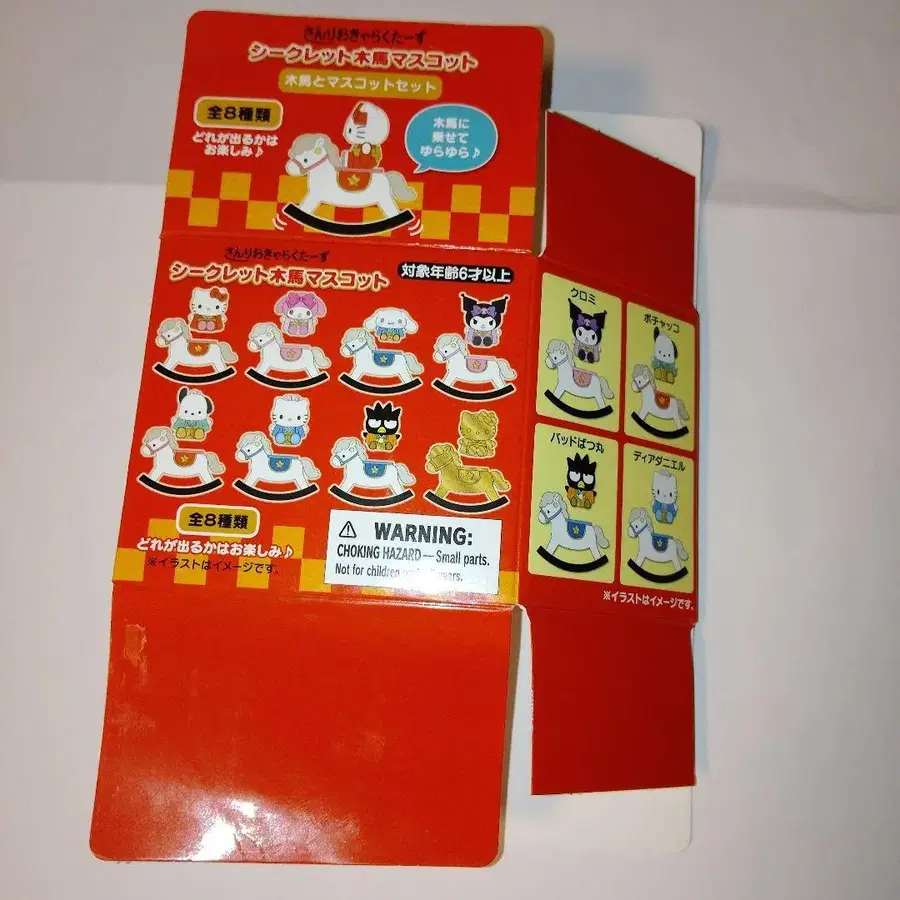 さんりおきゃらくたーず
シークレット木馬マスコット
木馬とマスコットセット
全8種類
どれが出るかは
お楽しみ♪
木馬に
乗せて
ゆらゆら♪
さんりおきゃらくたーず
シークレット木馬マスコット
対象年齢6才以上
全8種類
どれが出るかはお楽しみ♪
※イラストはイメージです。
WARNING:
CHOKING HAZARD — Small parts.
Not for children
years.
クロミ
ポチャッコ
バッドばつ丸
ディアダニエル
※イラストはイメージです。